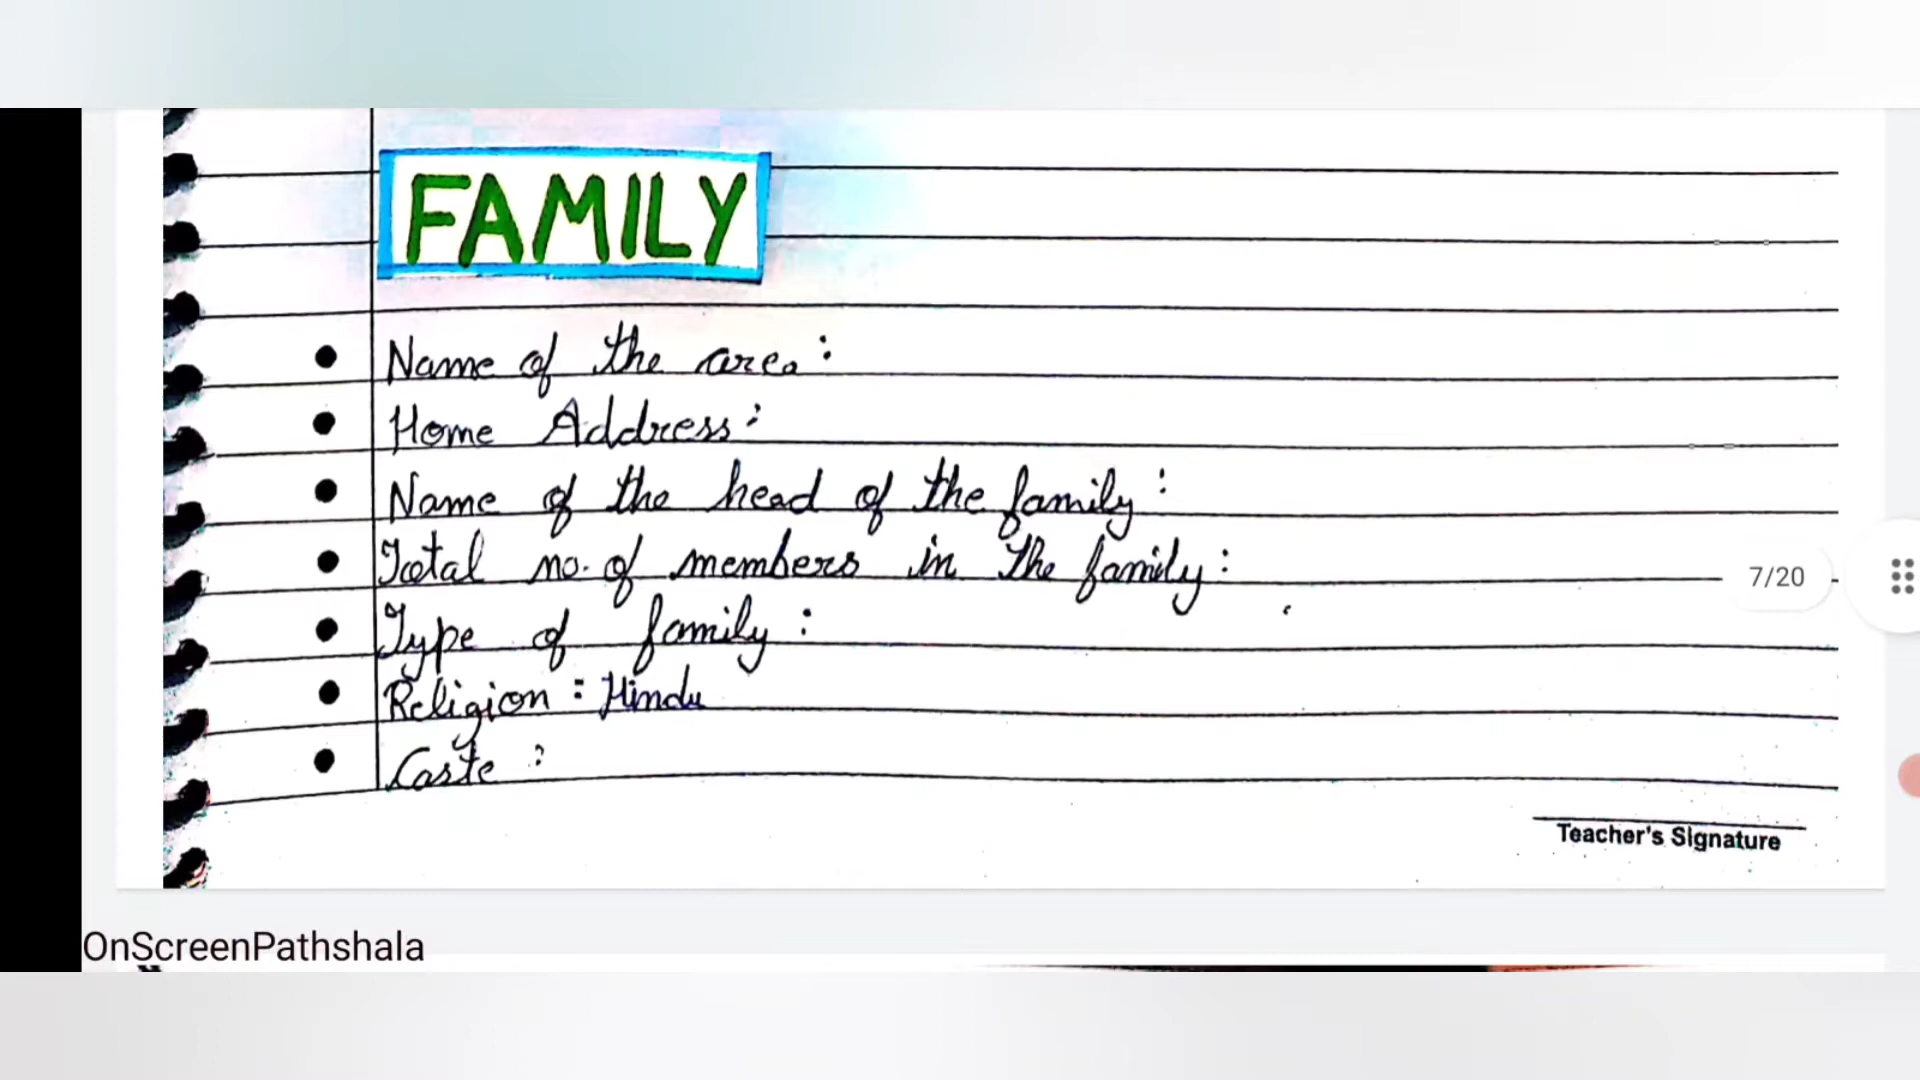 FAMILY
Name of the area:
Home Address:
Name of the head of the family:
Total no. of members in the family:
7/20
Type of family:
Religion: Hindu
Caste:
Teacher's Signature
OnScreenPathshala